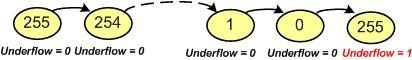 255 254 1 0 255
Underflow = 0 Underflow = 0 Underflow = 0 Underflow = 0 Underflow = 1